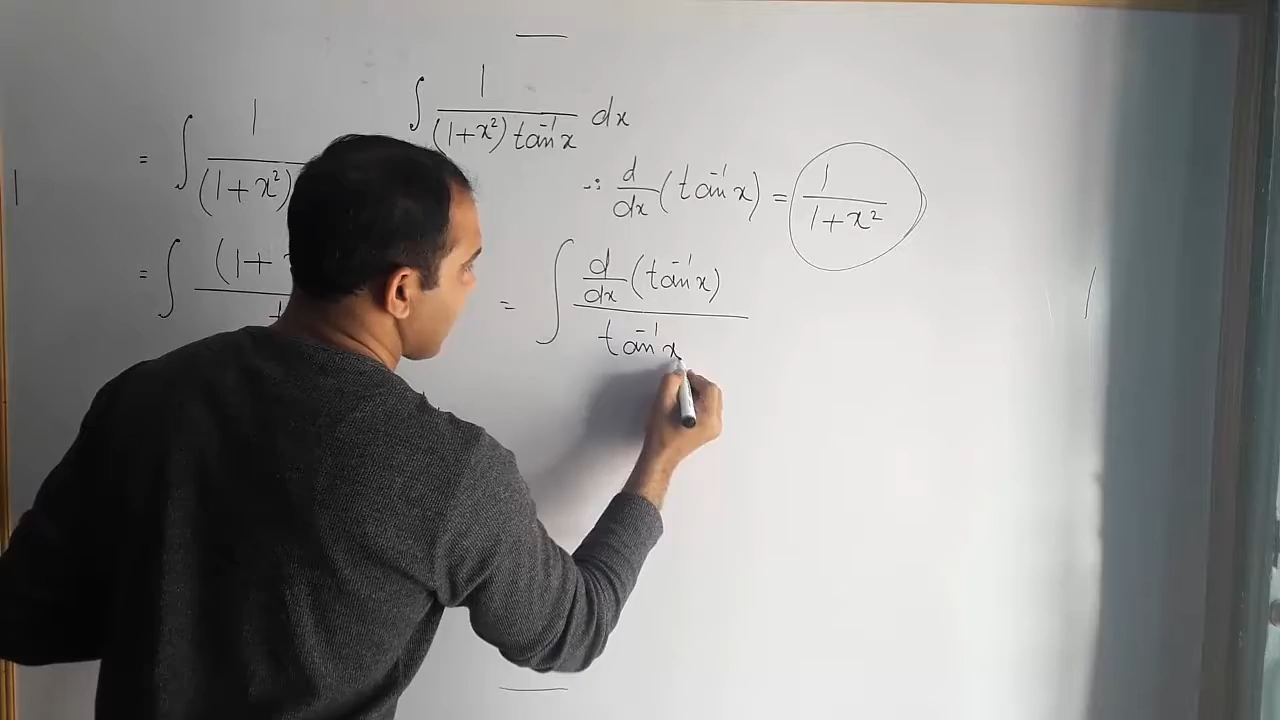 ∫ 1 / ((1+x²) tan⁻¹x) dx
= ∫ 1 / (1+x²)
∵ d/dx (tan⁻¹x) = 1 / (1+x²)
= ∫ (1+
= ∫ d/dx (tan⁻¹x) / tan⁻¹x